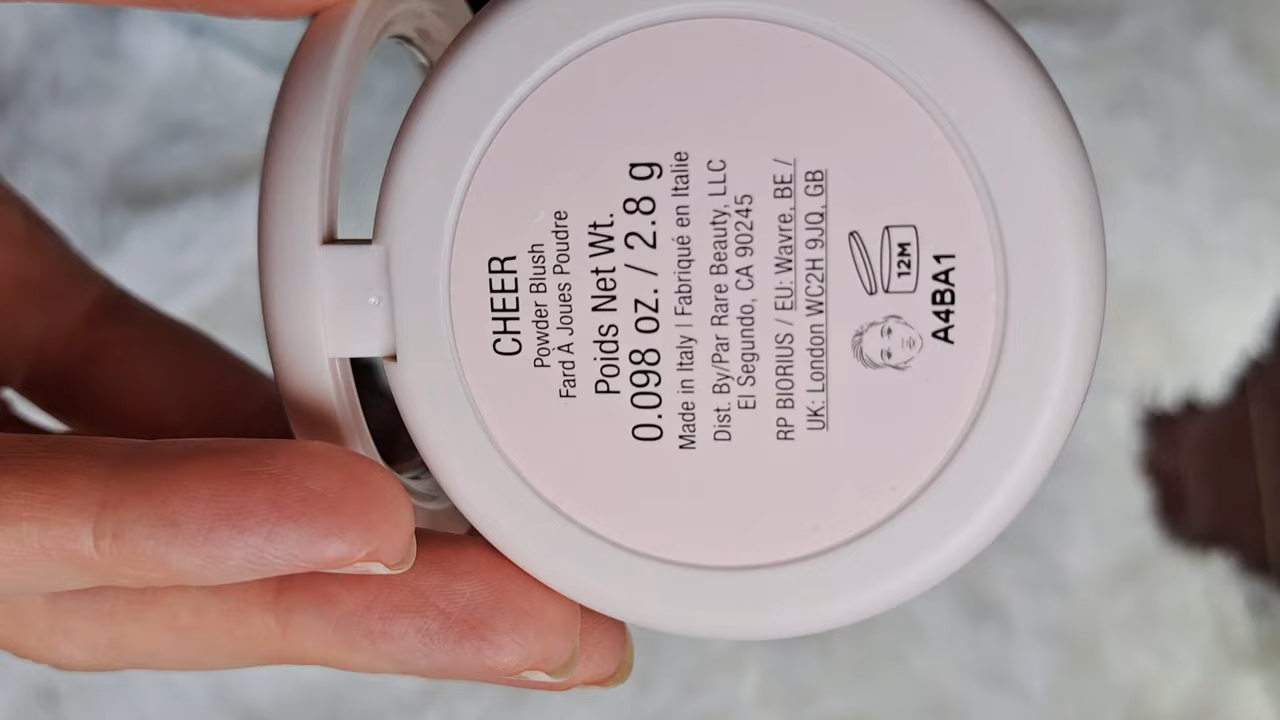 CHEER
Powder Blush
Fard À Joues Poudre
Poids Net Wt.
0.098 oz. / 2.8 g
Made in Italy | Fabriqué en Italie
Dist. By/Par Rare Beauty, LLC
El Segundo, CA 90245
RP BIORIUS / EU: Wavre, BE /
UK: London WC2H 9JQ, GB
12M
A4BA1